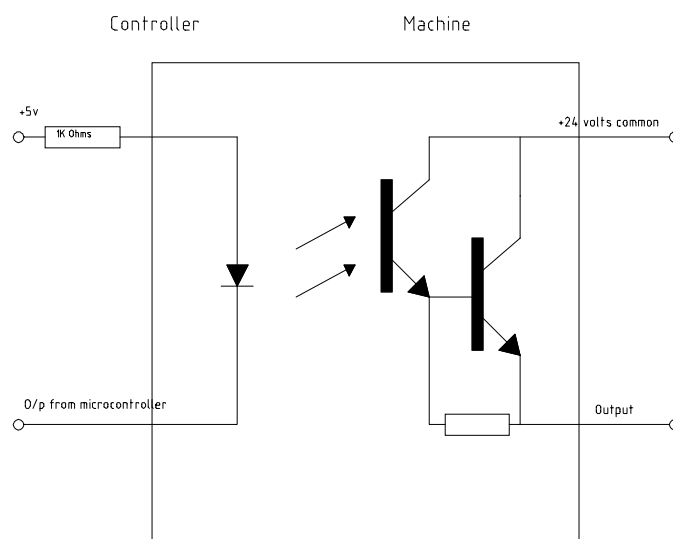 Controller
Machine
+5v
1K Ohms
+24 volts common
O/p from microcontroller
Output